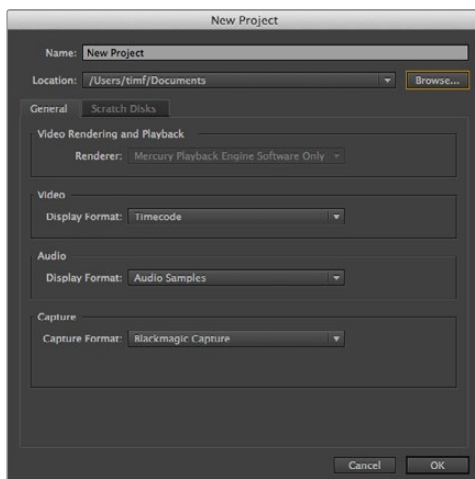 New Project
Name: New Project
Location: /Users/timf/Documents Browse...
General Scratch Disks
Video Rendering and Playback
Renderer: Mercury Playback Engine Software Only
Video
Display Format: Timecode
Audio
Display Format: Audio Samples
Capture
Capture Format: Blackmagic Capture
Cancel OK